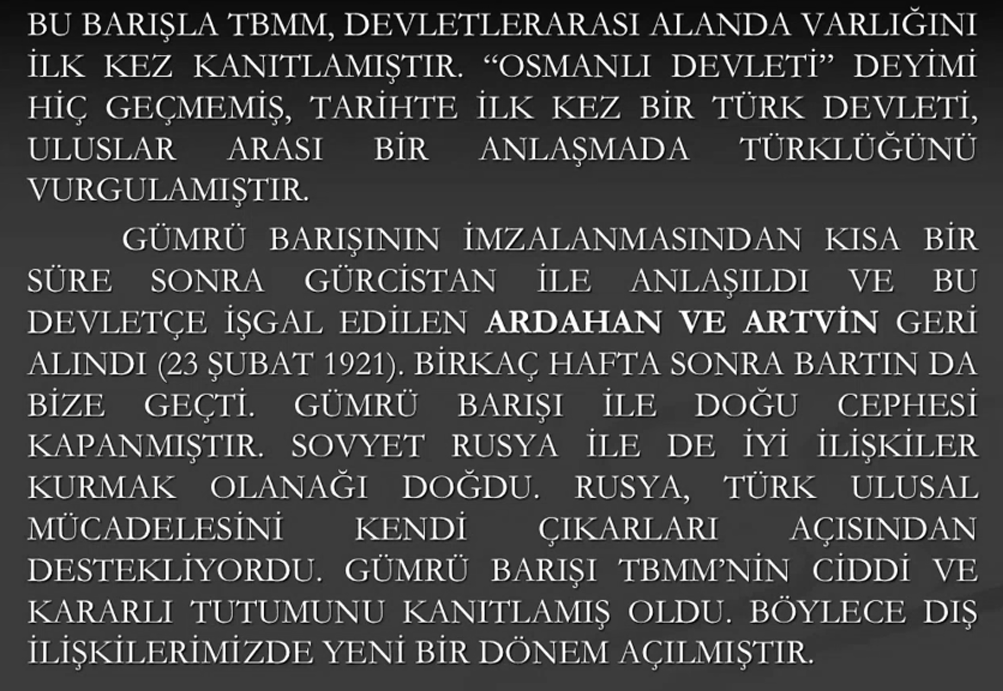 BU BARIŞLA TBMM, DEVLETLERARASI ALANDA VARLIĞINI
İLK KEZ KANITLAMIŞTIR. “OSMANLI DEVLETİ” DEYİMİ
HİÇ GEÇMEMİŞ, TARİHTE İLK KEZ BİR TÜRK DEVLETİ,
ULUSLAR ARASI BİR ANLAŞMADA TÜRKLÜĞÜNÜ
VURGULAMIŞTIR.
GÜMRÜ BARIŞININ İMZALANMASINDAN KISA BİR
SÜRE SONRA GÜRCİSTAN İLE ANLAŞILDI VE BU
DEVLETÇE İŞGAL EDİLEN ARDAHAN VE ARTVİN GERİ
ALINDI (23 ŞUBAT 1921). BİRKAÇ HAFTA SONRA BARTIN DA
BİZE GEÇTİ. GÜMRÜ BARIŞI İLE DOĞU CEPHESİ
KAPANMIŞTIR. SOVYET RUSYA İLE DE İYİ İLİŞKİLER
KURMAK OLANAĞI DOĞDU. RUSYA, TÜRK ULUSAL
MÜCADELESİNİ KENDİ ÇIKARLARI AÇISINDAN
DESTEKLİYORDU. GÜMRÜ BARIŞI TBMM’NİN CİDDİ VE
KARARLI TUTUMUNU KANITLAMIŞ OLDU. BÖYLECE DIŞ
İLİŞKİLERİMİZDE YENİ BİR DÖNEM AÇILMIŞTIR.